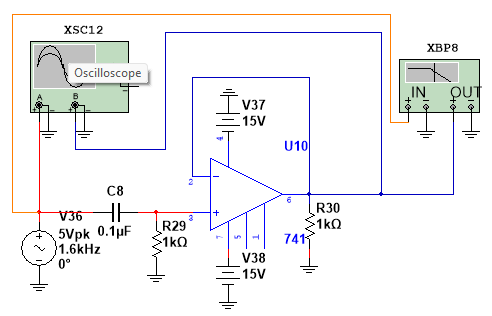 XSC12
Oscilloscope
A
B
XBP8
IN
OUT
V37
15V
U10
4
2
3
6
7
5
1
C8
0.1µF
V36
5Vpk
1.6kHz
0°
R29
1kΩ
R30
1kΩ
741
V38
15V